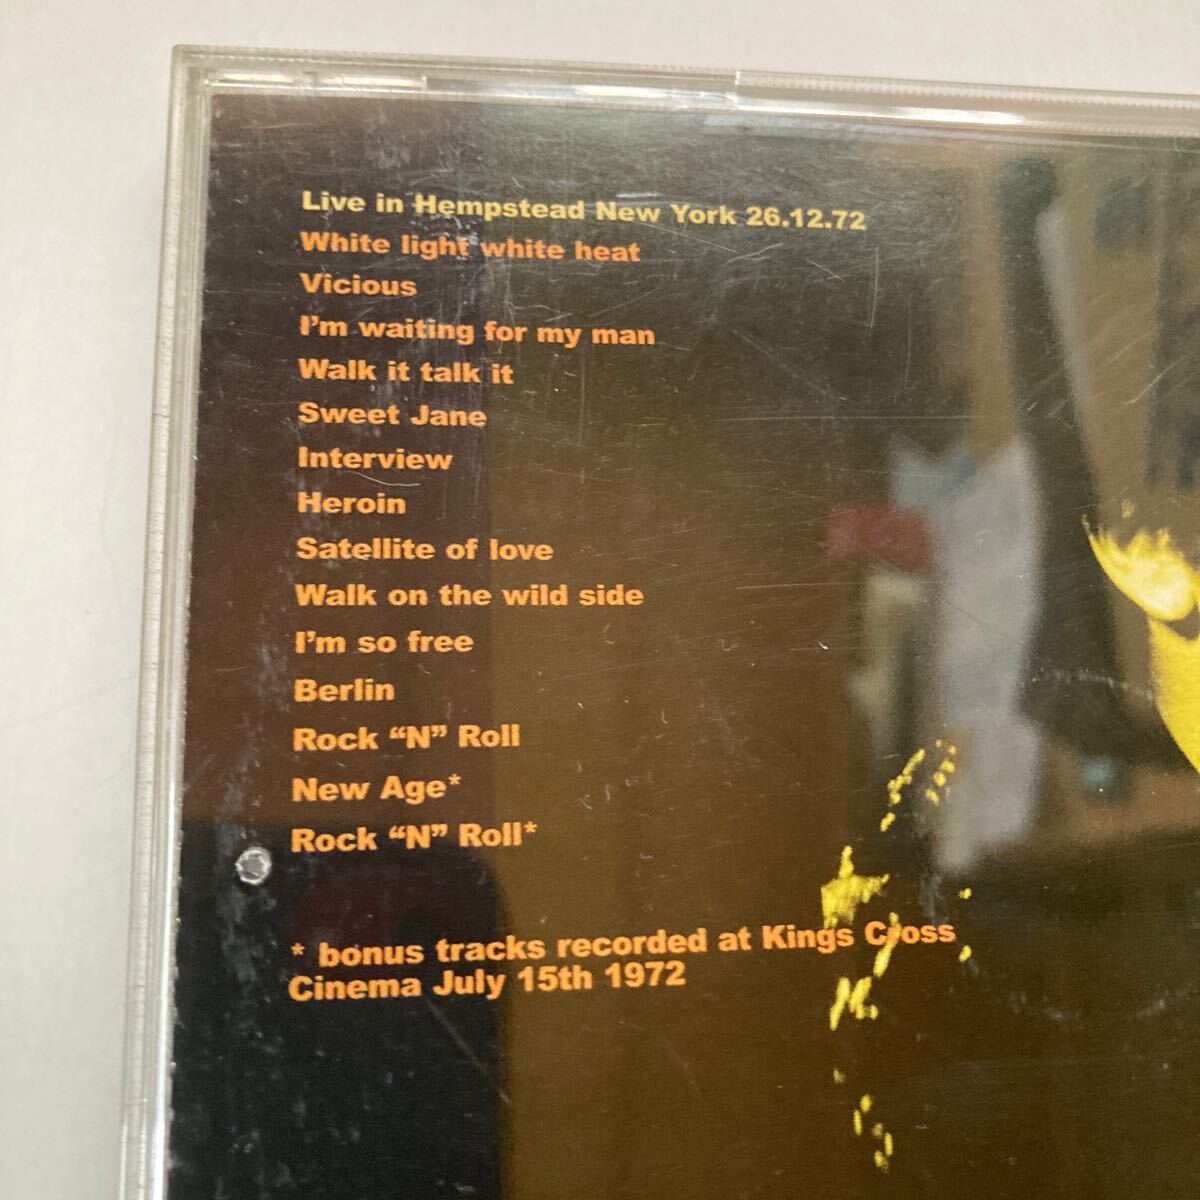 Live in Hempstead New York 26.12.72
White light white heat
Vicious
I'm waiting for my man
Walk it talk it
Sweet Jane
Interview
Heroin
Satellite of love
Walk on the wild side
I'm so free
Berlin
Rock “N” Roll
New Age*
Rock “N” Roll*
* bonus tracks recorded at Kings Cross
Cinema July 15th 1972